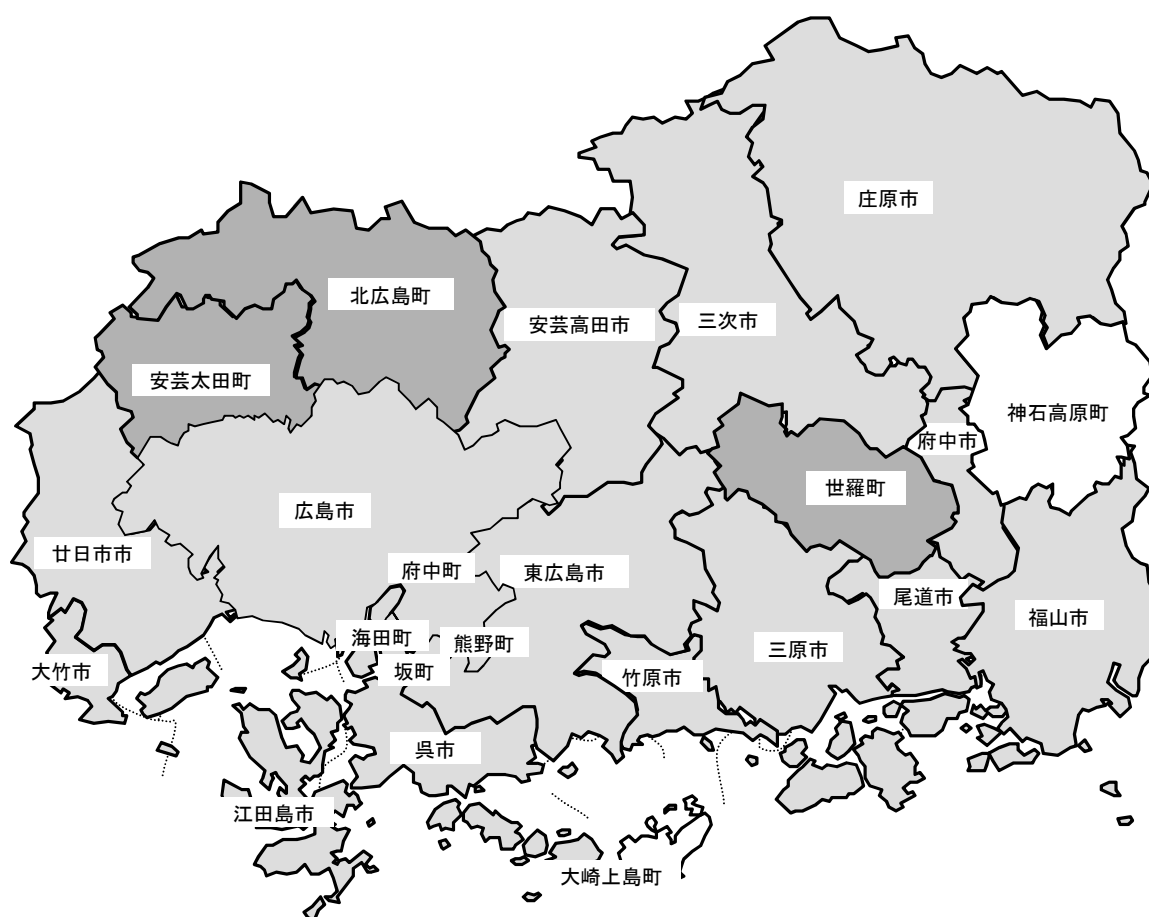 庄原市
北広島町
安芸高田市
三次市
安芸太田町
神石高原町
府中市
世羅町
広島市
廿日市市
府中町
東広島市
尾道市
福山市
海田町
熊野町
三原市
大竹市
坂町
竹原市
呉市
江田島市
大崎上島町